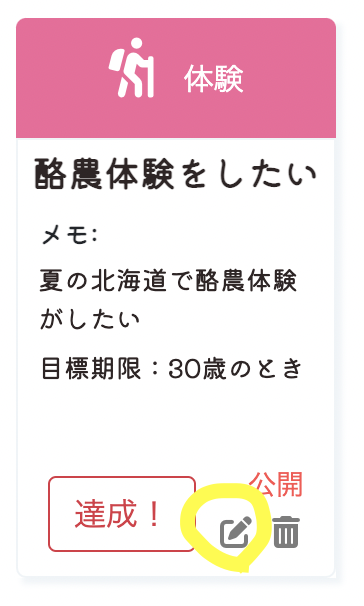 体験
酪農体験をしたい
メモ:
夏の北海道で酪農体験
がしたい
目標期限：30歳のとき
公開
達成！